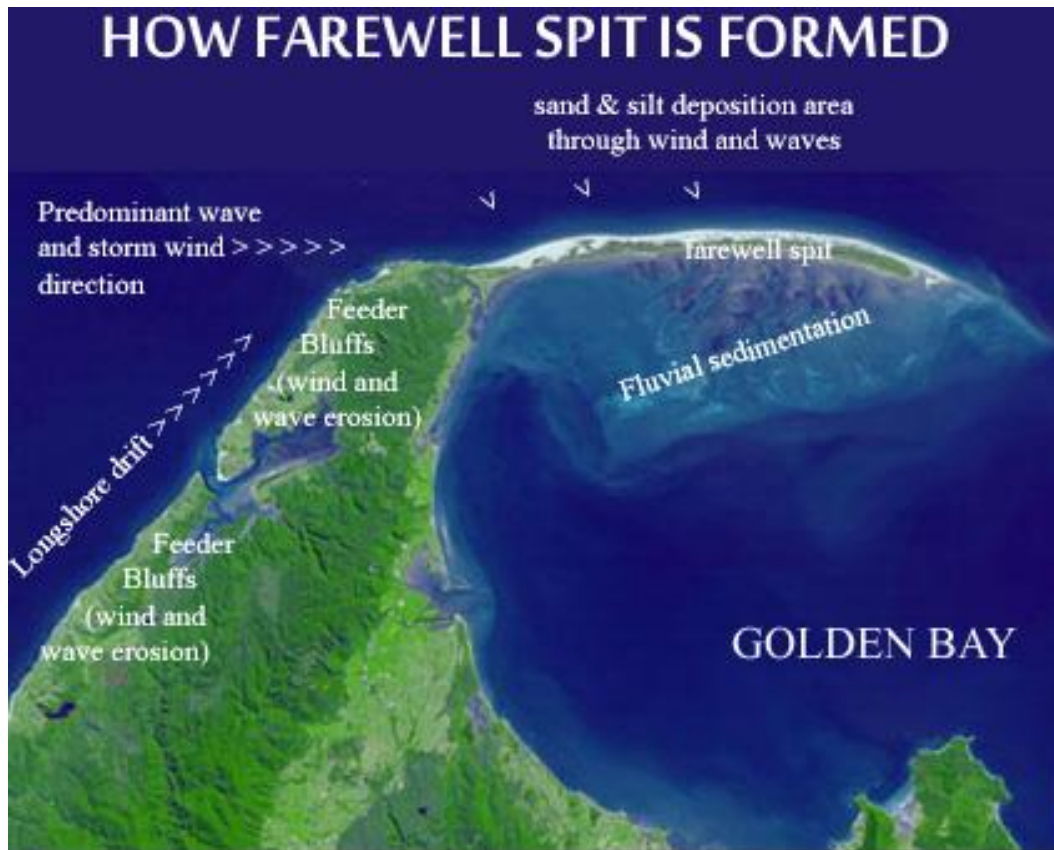 HOW FAREWELL SPIT IS FORMED
sand & silt deposition area
through wind and waves
Predominant wave
and storm wind > > > > >
direction
farewell spit
Feeder
Bluffs
(wind and
wave erosion)
Fluvial sedimentation
Longshore drift > > > > > > >
Feeder
Bluffs
(wind and
wave erosion)
GOLDEN BAY